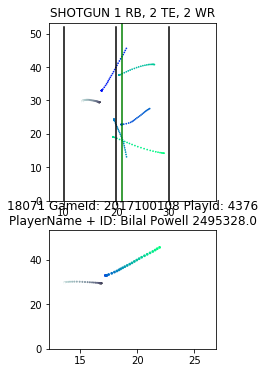 SHOTGUN 1 RB, 2 TE, 2 WR
50
40
30
20
10
0
10 20 30
18071 GameId: 2017100108 PlayId: 4376
PlayerName + ID: Bilal Powell 2495328.0
40
20
0
15 20 25